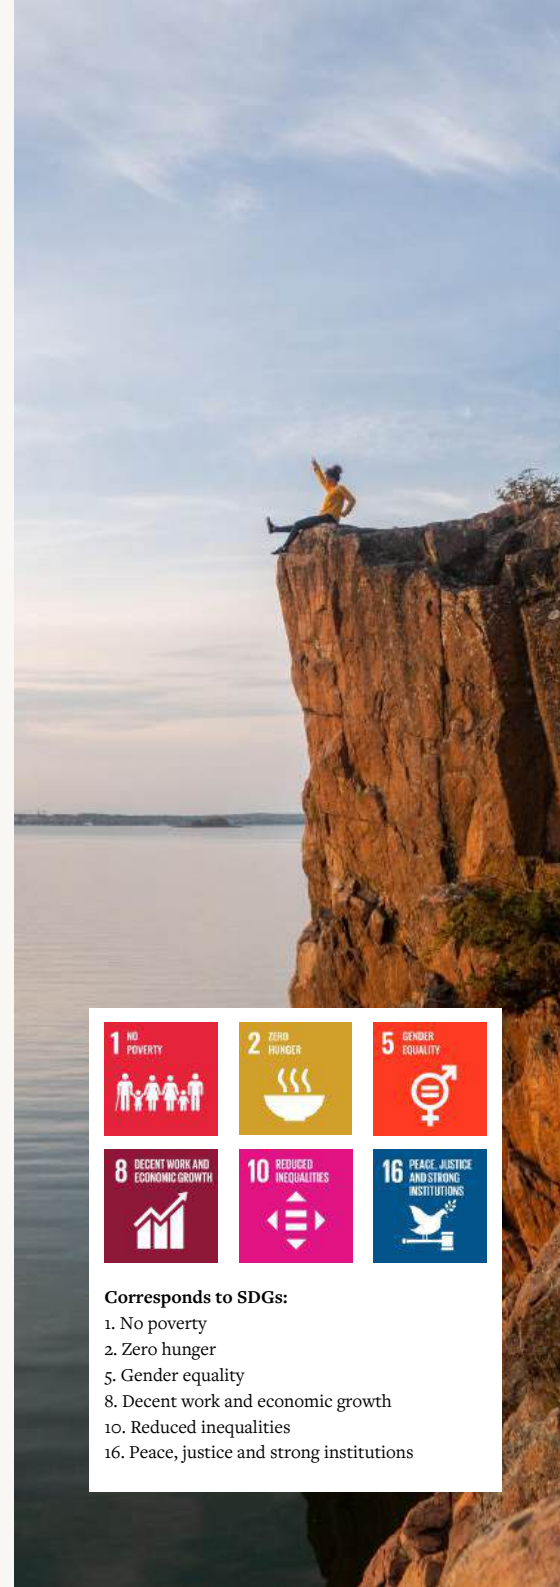 1 NO
POVERTY
2 ZERO
HUNGER
5 GENDER
EQUALITY
8 DECENT WORK AND
ECONOMIC GROWTH
10 REDUCED
INEQUALITIES
16 PEACE, JUSTICE
AND STRONG
INSTITUTIONS
Corresponds to SDGs:
1. No poverty
2. Zero hunger
5. Gender equality
8. Decent work and economic growth
10. Reduced inequalities
16. Peace, justice and strong institutions